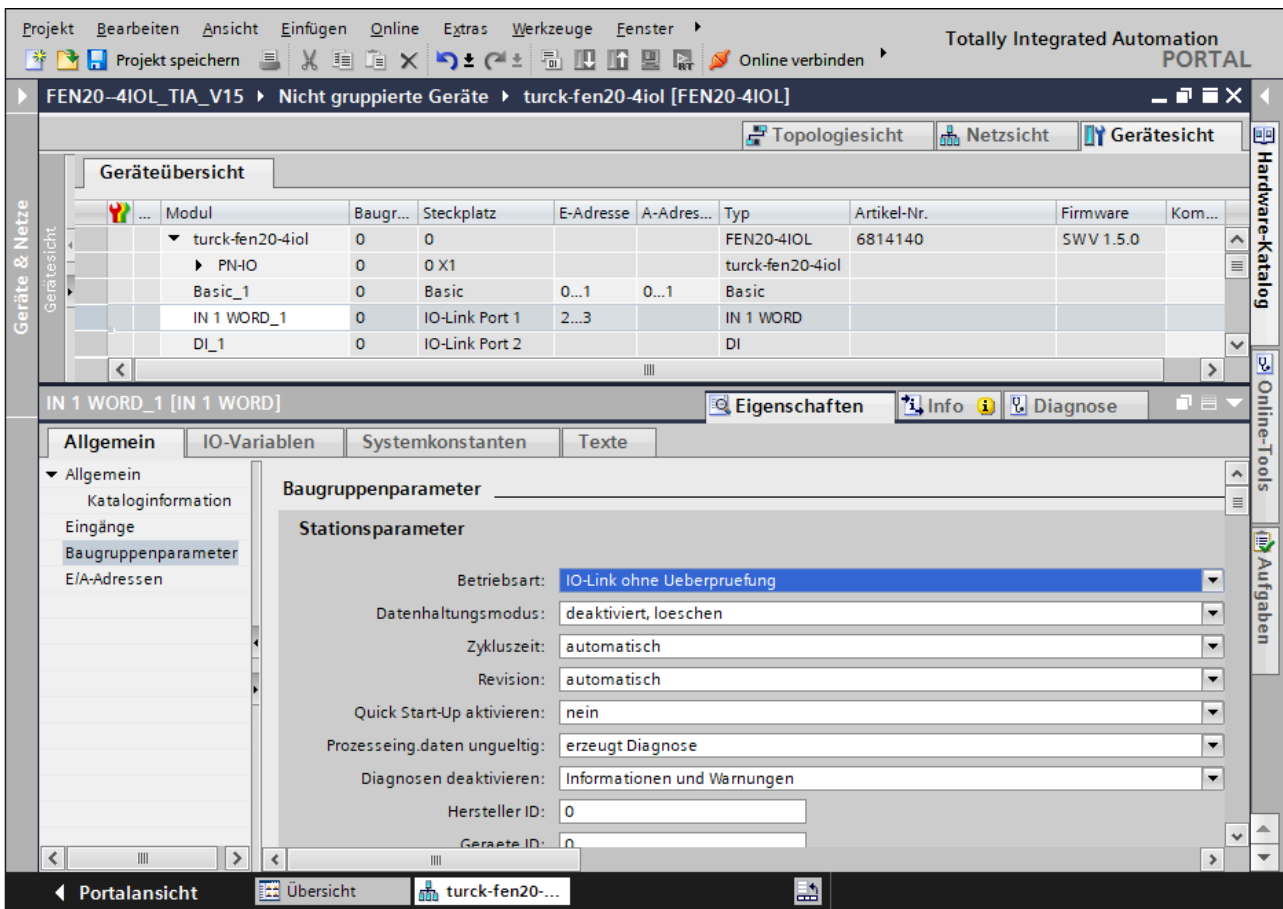 Projekt Bearbeiten Ansicht Einfügen Online Extras Werkzeuge Fenster
Totally Integrated Automation
PORTAL
Projekt speichern Online verbinden
FEN20--4IOL_TIA_V15 Nicht gruppierte Geräte turck-fen20-4iol [FEN20-4IOL]
Topologiesicht Netzsicht Gerätesicht
Geräteübersicht
... Modul Baugr... Steckplatz E-Adresse A-Adres... Typ Artikel-Nr. Firmware Kom...
turck-fen20-4iol 0 0 FEN20-4IOL 6814140 SW V 1.5.0
PN-IO 0 0 X1 turck-fen20-4iol
Basic_1 0 Basic 0...1 0...1 Basic
IN 1 WORD_1 0 IO-Link Port 1 2...3 IN 1 WORD
DI_1 0 IO-Link Port 2 DI
Geräte & Netze
Gerätesicht
Hardware-Katalog
Online-Tools
Aufgaben
IN 1 WORD_1 [IN 1 WORD]
Eigenschaften Info Diagnose
Allgemein IO-Variablen Systemkonstanten Texte
Allgemein
Kataloginformation
Eingänge
Baugruppenparameter
E/A-Adressen
Baugruppenparameter
Stationsparameter
Betriebsart: IO-Link ohne Ueberpruefung
Datenhaltungsmodus: deaktiviert, loeschen
Zykluszeit: automatisch
Revision: automatisch
Quick Start-Up aktivieren: nein
Prozesseing.daten ungueltig: erzeugt Diagnose
Diagnosen deaktivieren: Informationen und Warnungen
Hersteller ID: 0
Geraete ID: 0
Portalansicht Übersicht turck-fen20-...